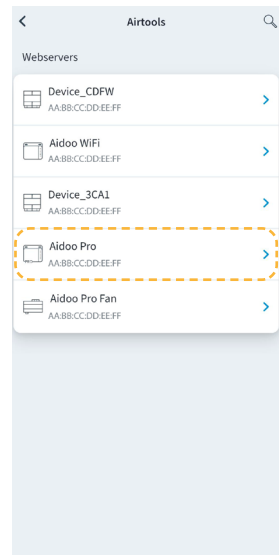 Airtools
Webservers
Device_CDFW
AA:BB:CC:DD:EE:FF
Aidoo WiFi
AA:BB:CC:DD:EE:FF
Device_3CA1
AA:BB:CC:DD:EE:FF
Aidoo Pro
AA:BB:CC:DD:EE:FF
Aidoo Pro Fan
AA:BB:CC:DD:EE:FF